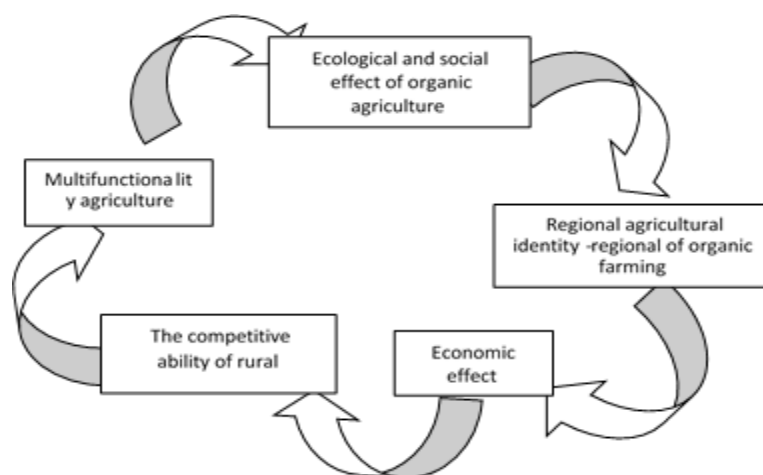 Ecological and social
effect of organic
agriculture
Multifunctiona lit
y agriculture
Regional agricultural
identity -regional of organic
farming
The competitive
ability of rural
Economic
effect